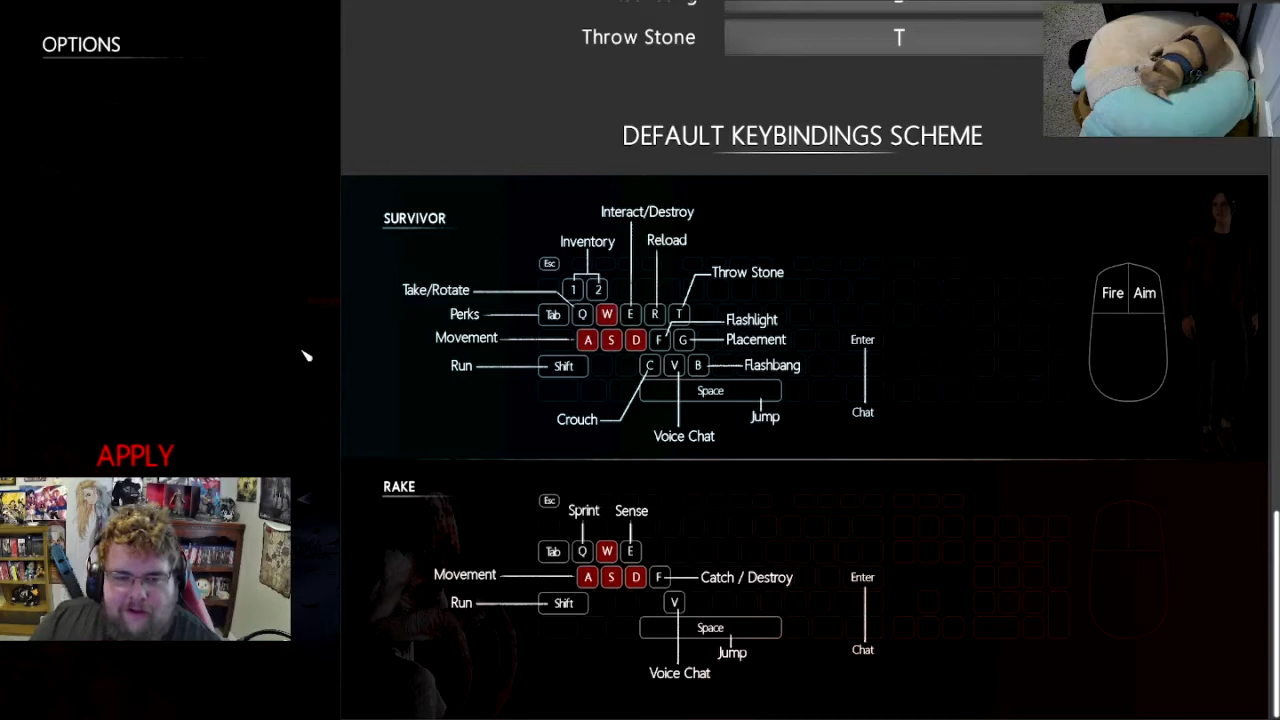 OPTIONS
Throw Stone T
DEFAULT KEYBINDINGS SCHEME
SURVIVOR
Interact/Destroy
Inventory Reload
Esc
Throw Stone
Take/Rotate 1 2
Perks Tab Q W E R T
Flashlight
Movement A S D F G Placement
Run Shift C V B Flashbang
Space
Crouch Jump
Voice Chat
Enter
Chat
Fire Aim
APPLY
RAKE
Esc
Sprint Sense
Tab Q W E
Movement A S D F Catch / Destroy
Run Shift V
Space
Jump
Voice Chat
Enter
Chat